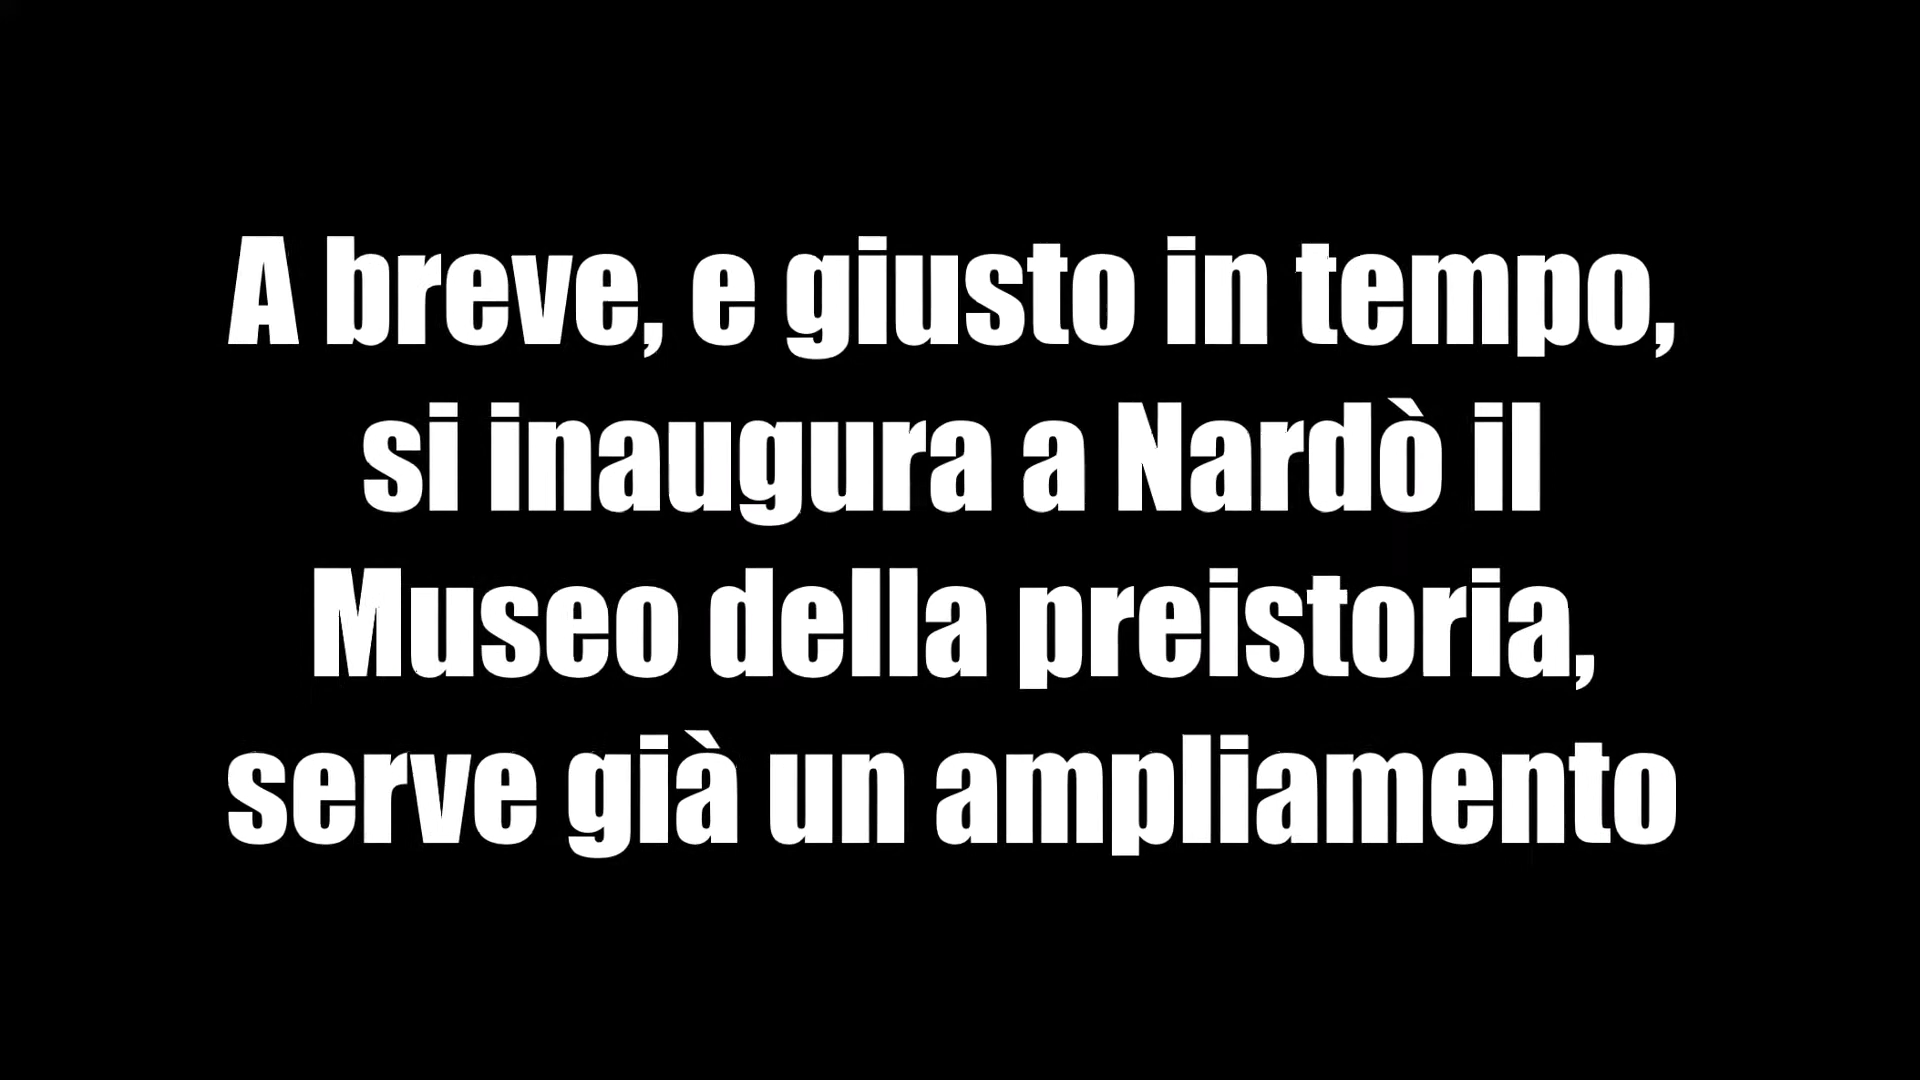 A breve, e giusto in tempo,
si inaugura a Nardò il
Museo della preistoria,
serve già un ampliamento